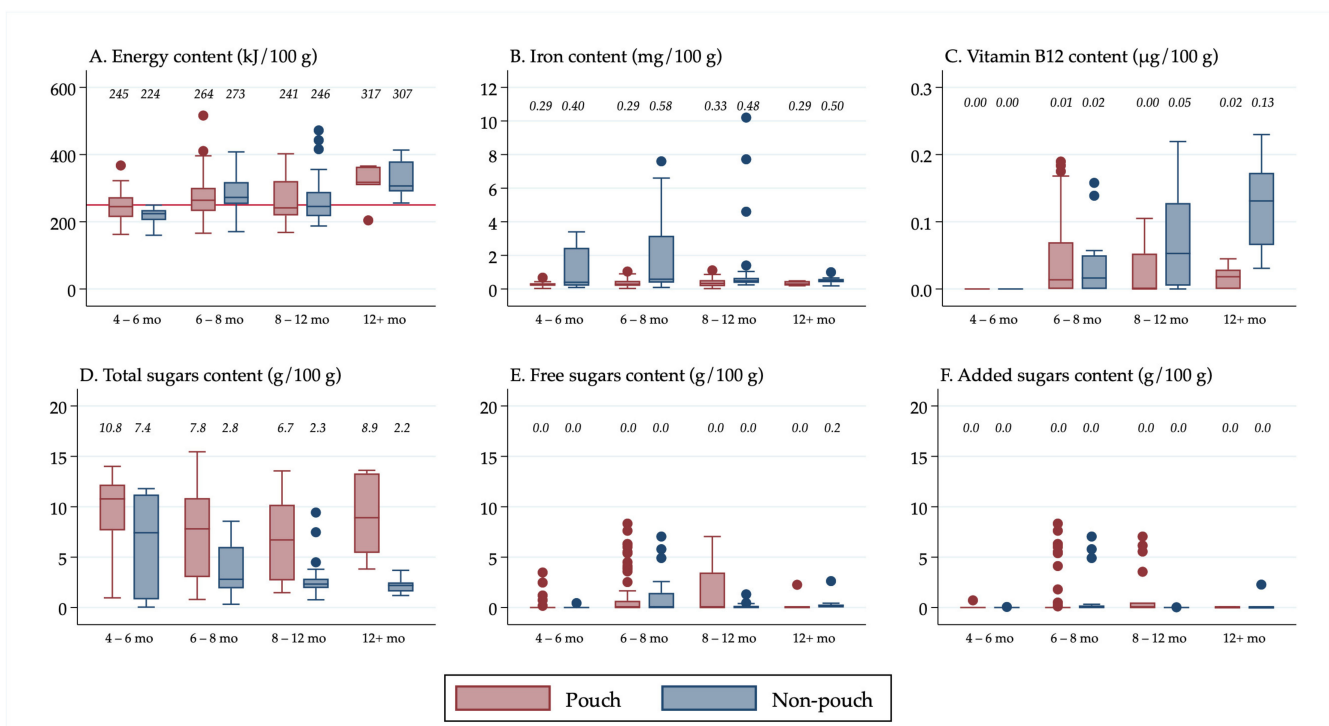 A. Energy content (kJ/100 g)
600
400
200
0
245 224 264 273 241 246 317 307
4 – 6 mo 6 – 8 mo 8 – 12 mo 12+ mo
B. Iron content (mg/100 g)
12
10
8
6
4
2
0
0.29 0.40 0.29 0.58 0.33 0.48 0.29 0.50
4 – 6 mo 6 – 8 mo 8 – 12 mo 12+ mo
C. Vitamin B12 content (µg/100 g)
0.3
0.2
0.1
0.0
0.00 0.00 0.01 0.02 0.00 0.05 0.02 0.13
4 – 6 mo 6 – 8 mo 8 – 12 mo 12+ mo
D. Total sugars content (g/100 g)
20
15
10
5
0
10.8 7.4 7.8 2.8 6.7 2.3 8.9 2.2
4 – 6 mo 6 – 8 mo 8 – 12 mo 12+ mo
E. Free sugars content (g/100 g)
20
15
10
5
0
0.0 0.0 0.0 0.0 0.0 0.0 0.0 0.2
4 – 6 mo 6 – 8 mo 8 – 12 mo 12+ mo
F. Added sugars content (g/100 g)
20
15
10
5
0
0.0 0.0 0.0 0.0 0.0 0.0 0.0 0.0
4 – 6 mo 6 – 8 mo 8 – 12 mo 12+ mo
Pouch Non-pouch